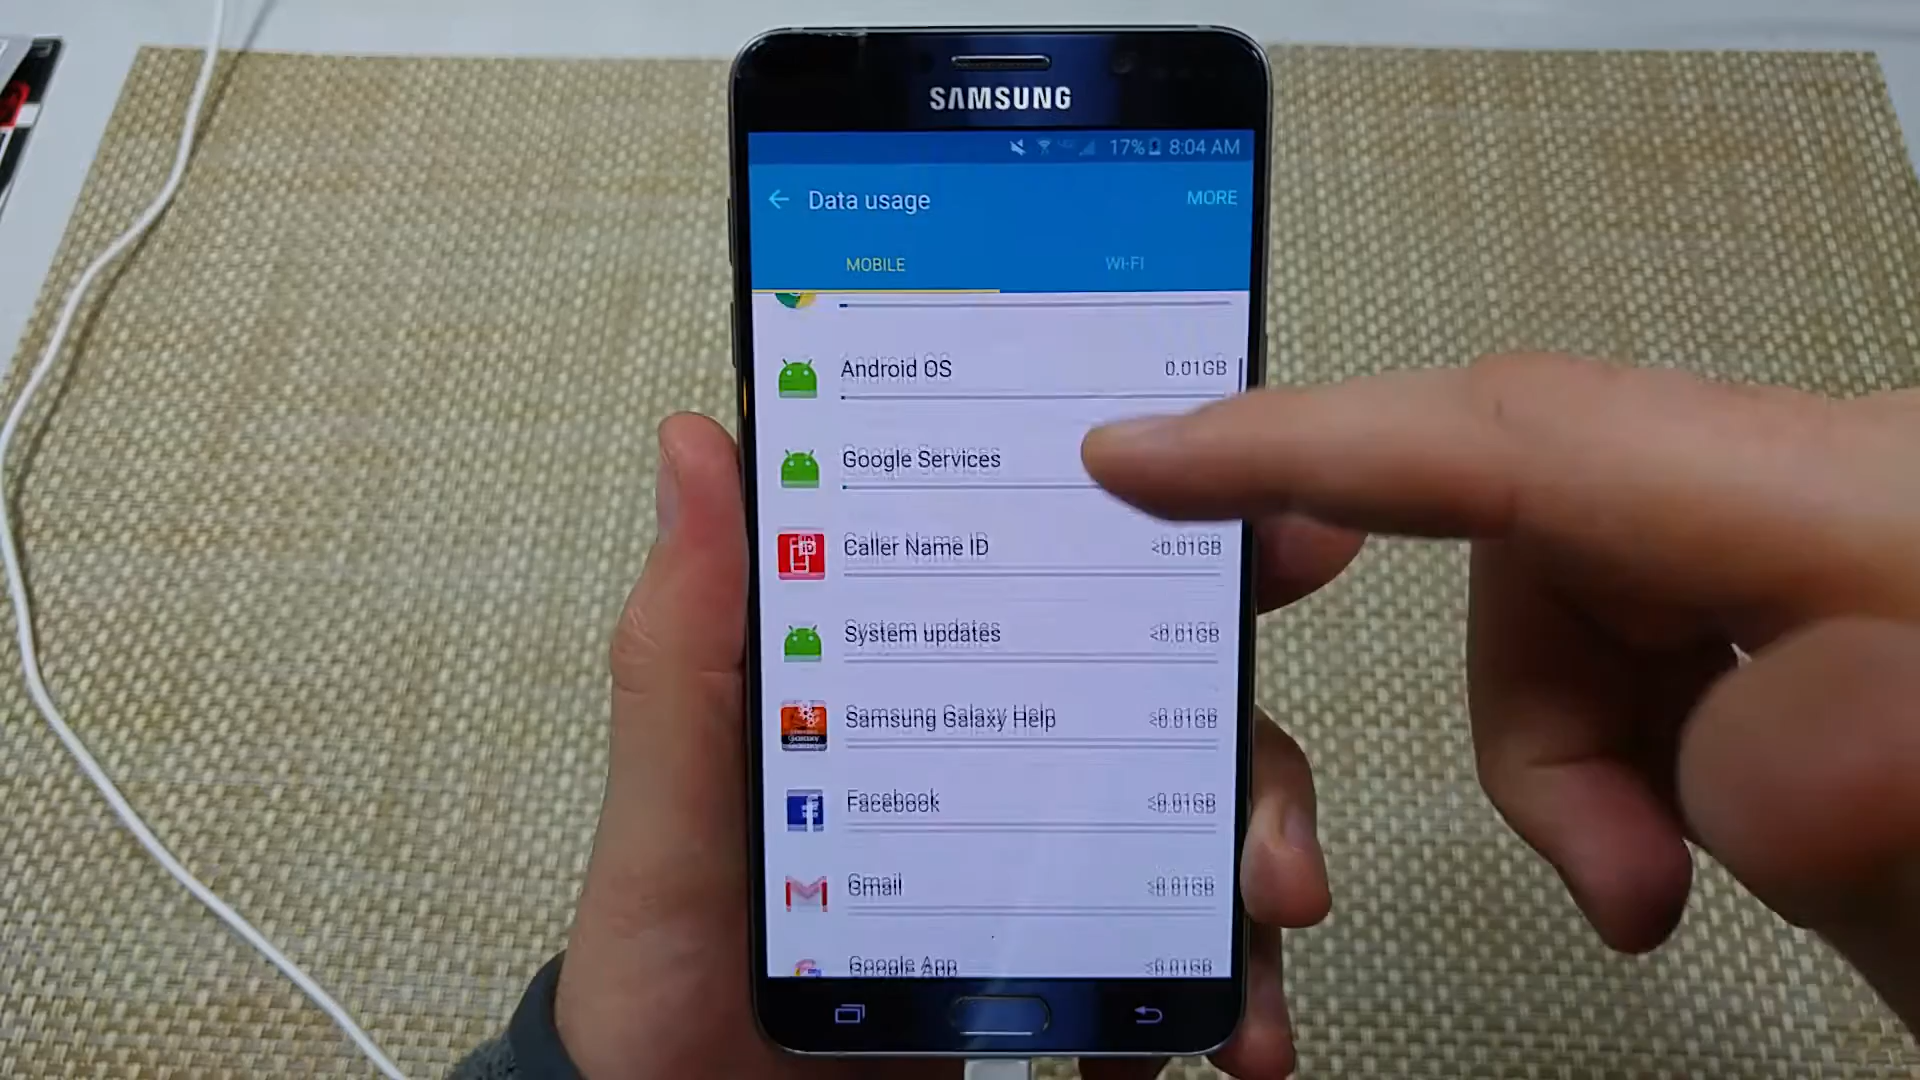 SAMSUNG
17% 8:04 AM
Data usage MORE
MOBILE WI-FI
Android OS 0.01GB
Google Services
Caller Name ID <0.01GB
System updates <0.01GB
Samsung Galaxy Help <0.01GB
Facebook <0.01GB
Gmail <0.01GB
Google App <0.01GB